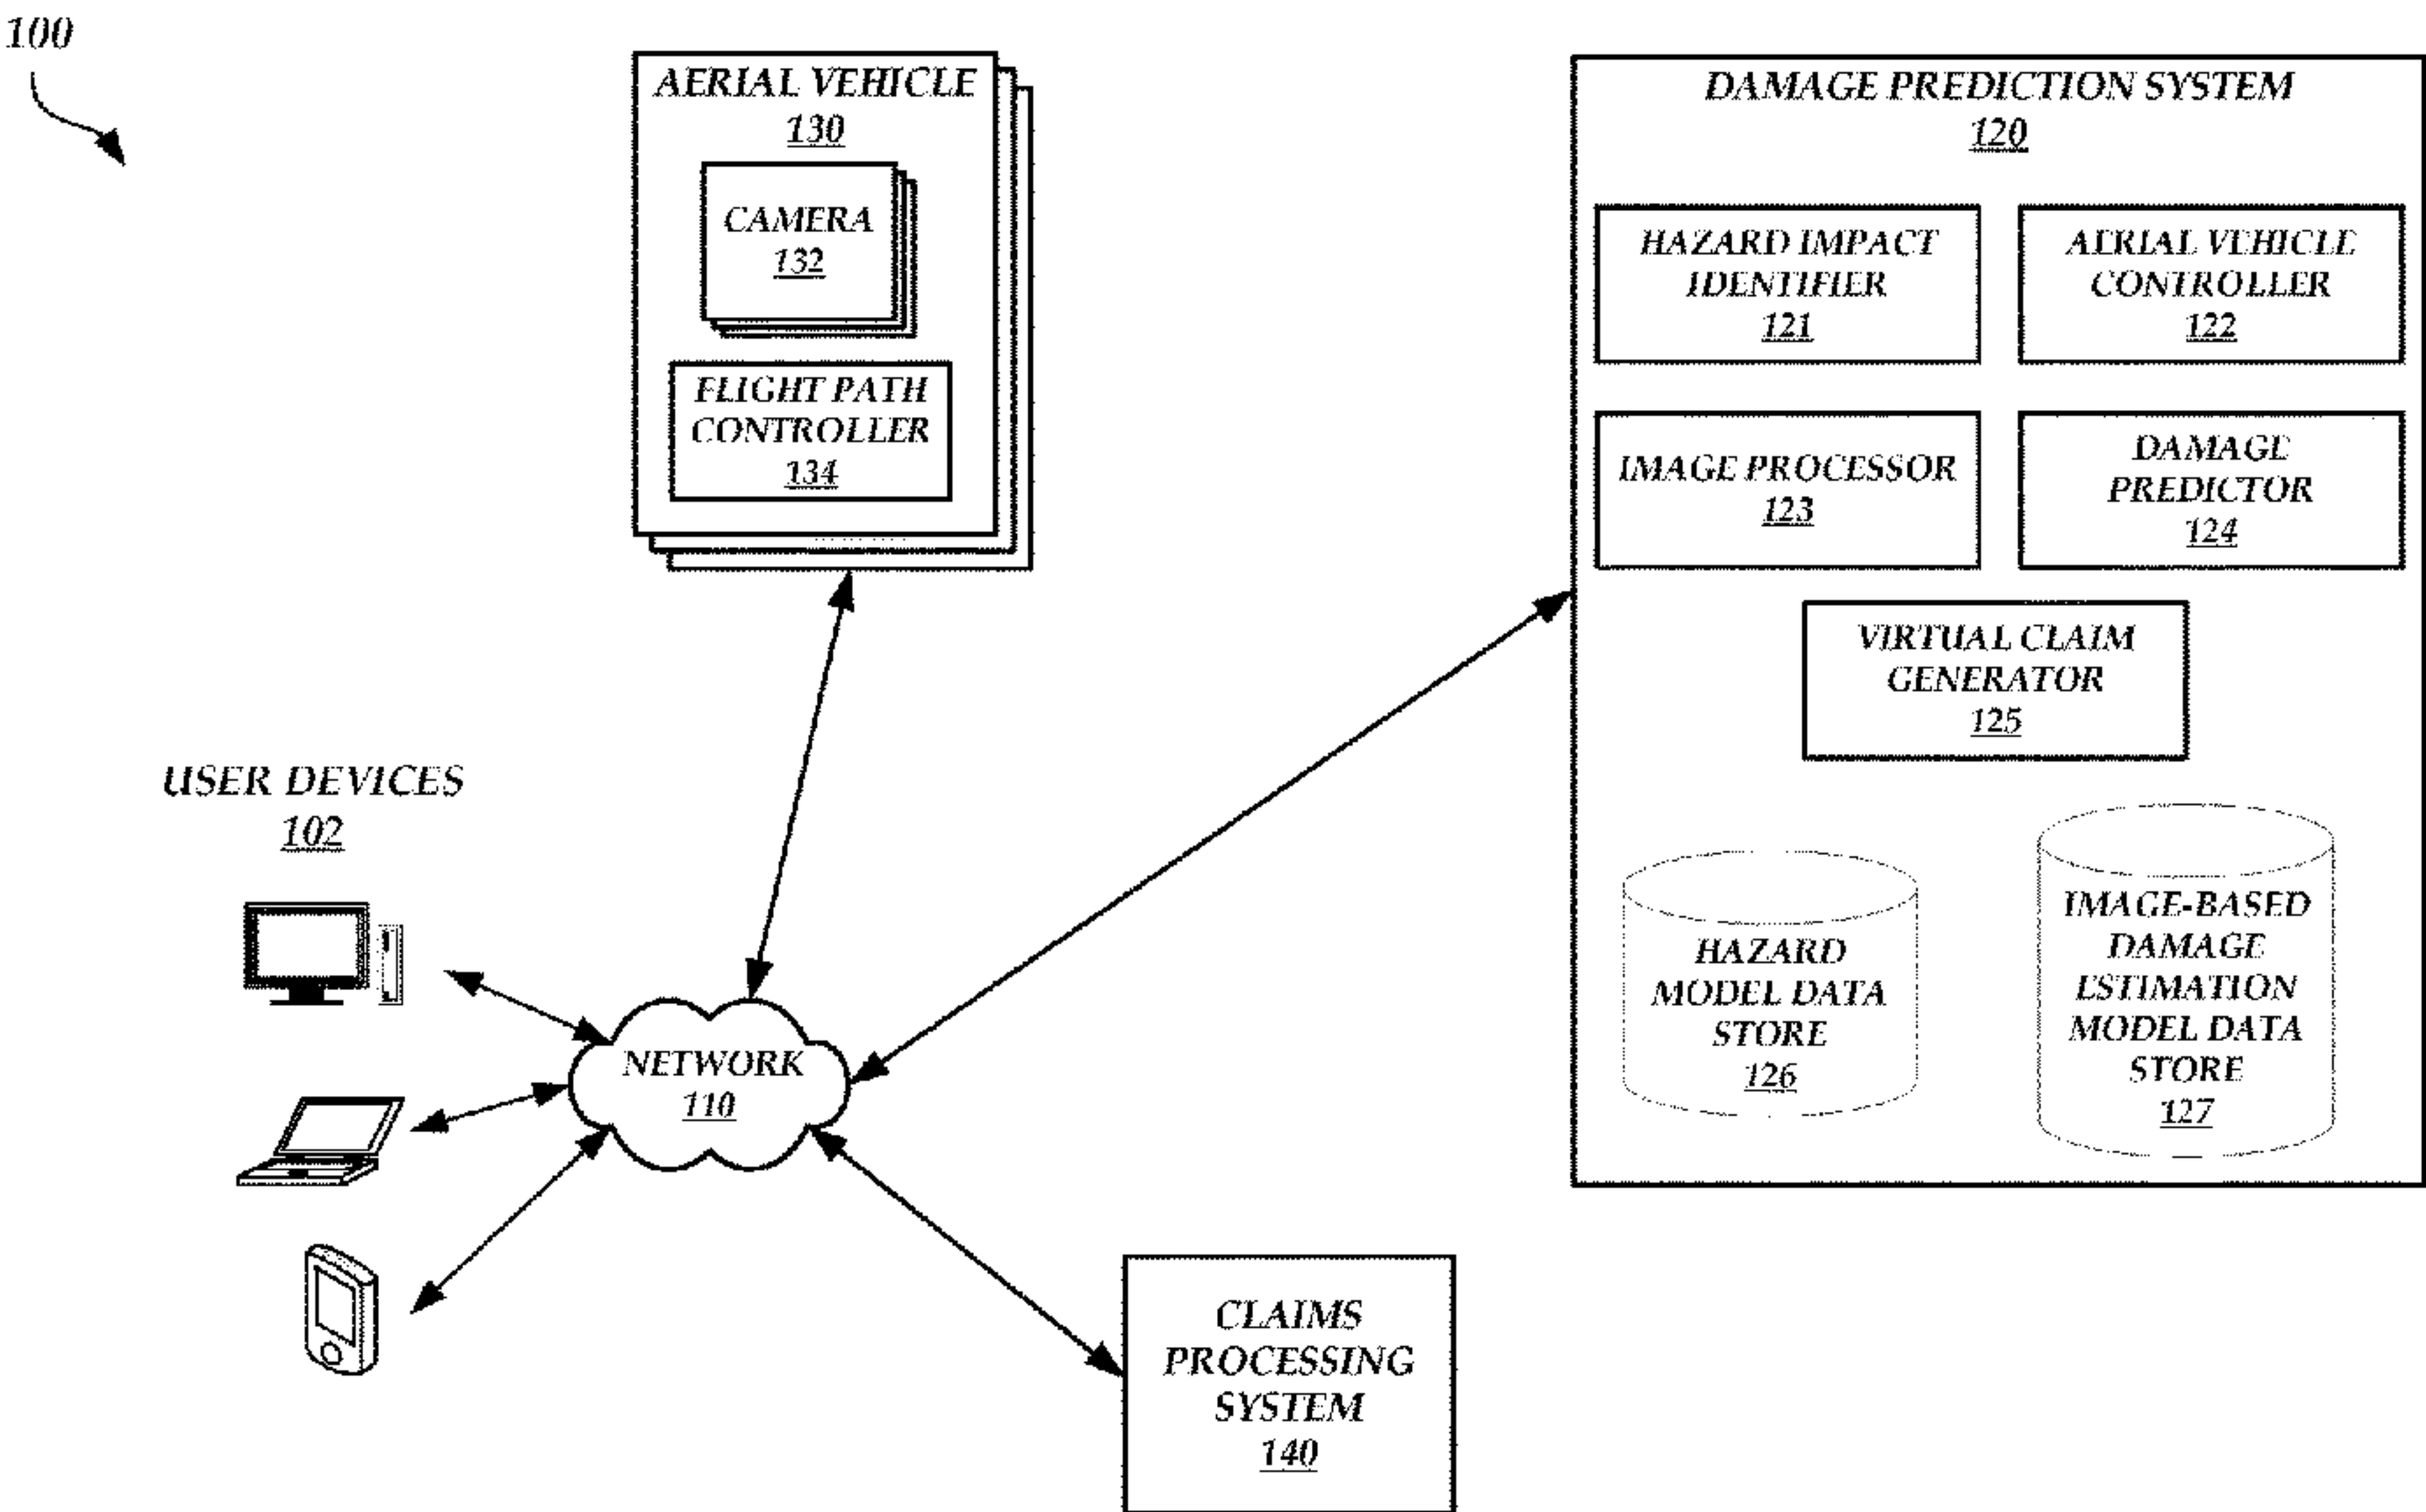 100
AERIAL VEHICLE
130
CAMERA
132
FLIGHT PATH
CONTROLLER
134
DAMAGE PREDICTION SYSTEM
120
HAZARD IMPACT
IDENTIFIER
121
AERIAL VEHICLE
CONTROLLER
122
IMAGE PROCESSOR
123
DAMAGE
PREDICTOR
124
VIRTUAL CLAIM
GENERATOR
125
HAZARD
MODEL DATA
STORE
126
IMAGE-BASED
DAMAGE
ESTIMATION
MODEL DATA
STORE
127
USER DEVICES
102
NETWORK
110
CLAIMS
PROCESSING
SYSTEM
140